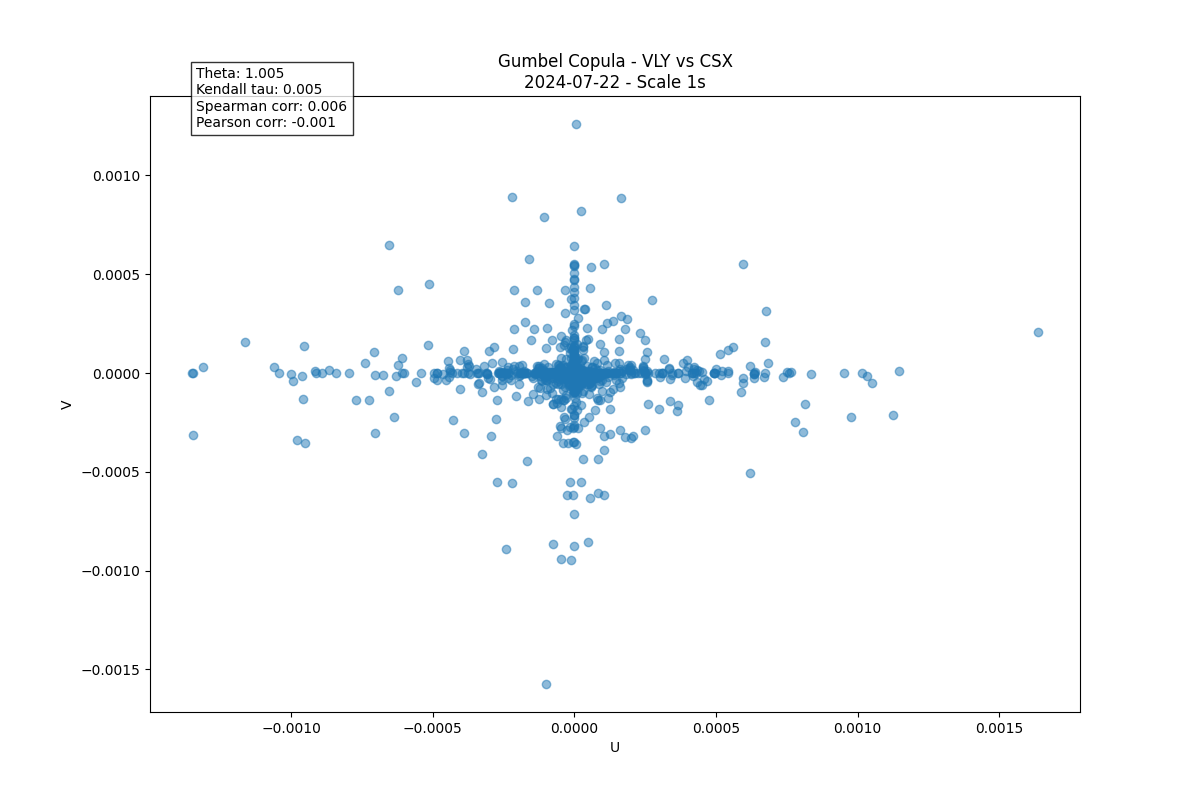 Gumbel Copula - VLY vs CSX
2024-07-22 - Scale 1s
Theta: 1.005
Kendall tau: 0.005
Spearman corr: 0.006
Pearson corr: -0.001
0.0010
0.0005
0.0000
−0.0005
−0.0010
−0.0015
V
−0.0010
−0.0005
0.0000
0.0005
0.0010
0.0015
U